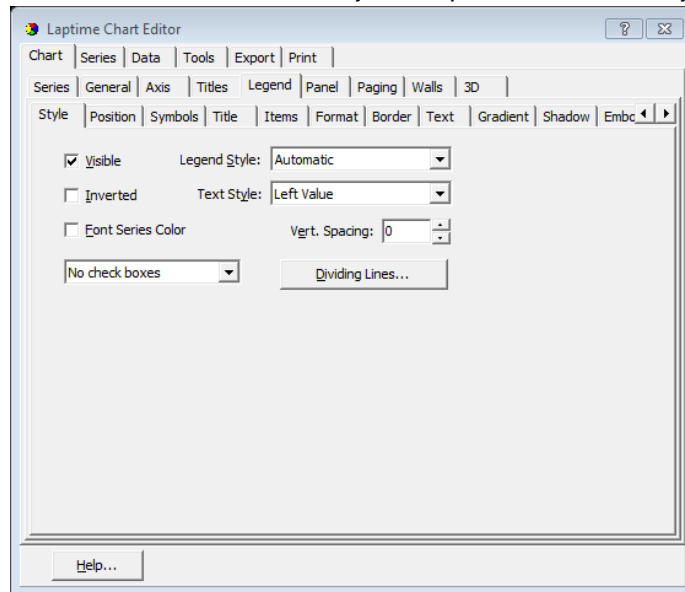 Laptime Chart Editor
Chart Series Data Tools Export Print
Series General Axis Titles Legend Panel Paging Walls 3D
Style Position Symbols Title Items Format Border Text Gradient Shadow Embo
Visible Legend Style: Automatic
Inverted Text Style: Left Value
Font Series Color Vert. Spacing: 0
No check boxes Dividing Lines...
Help...